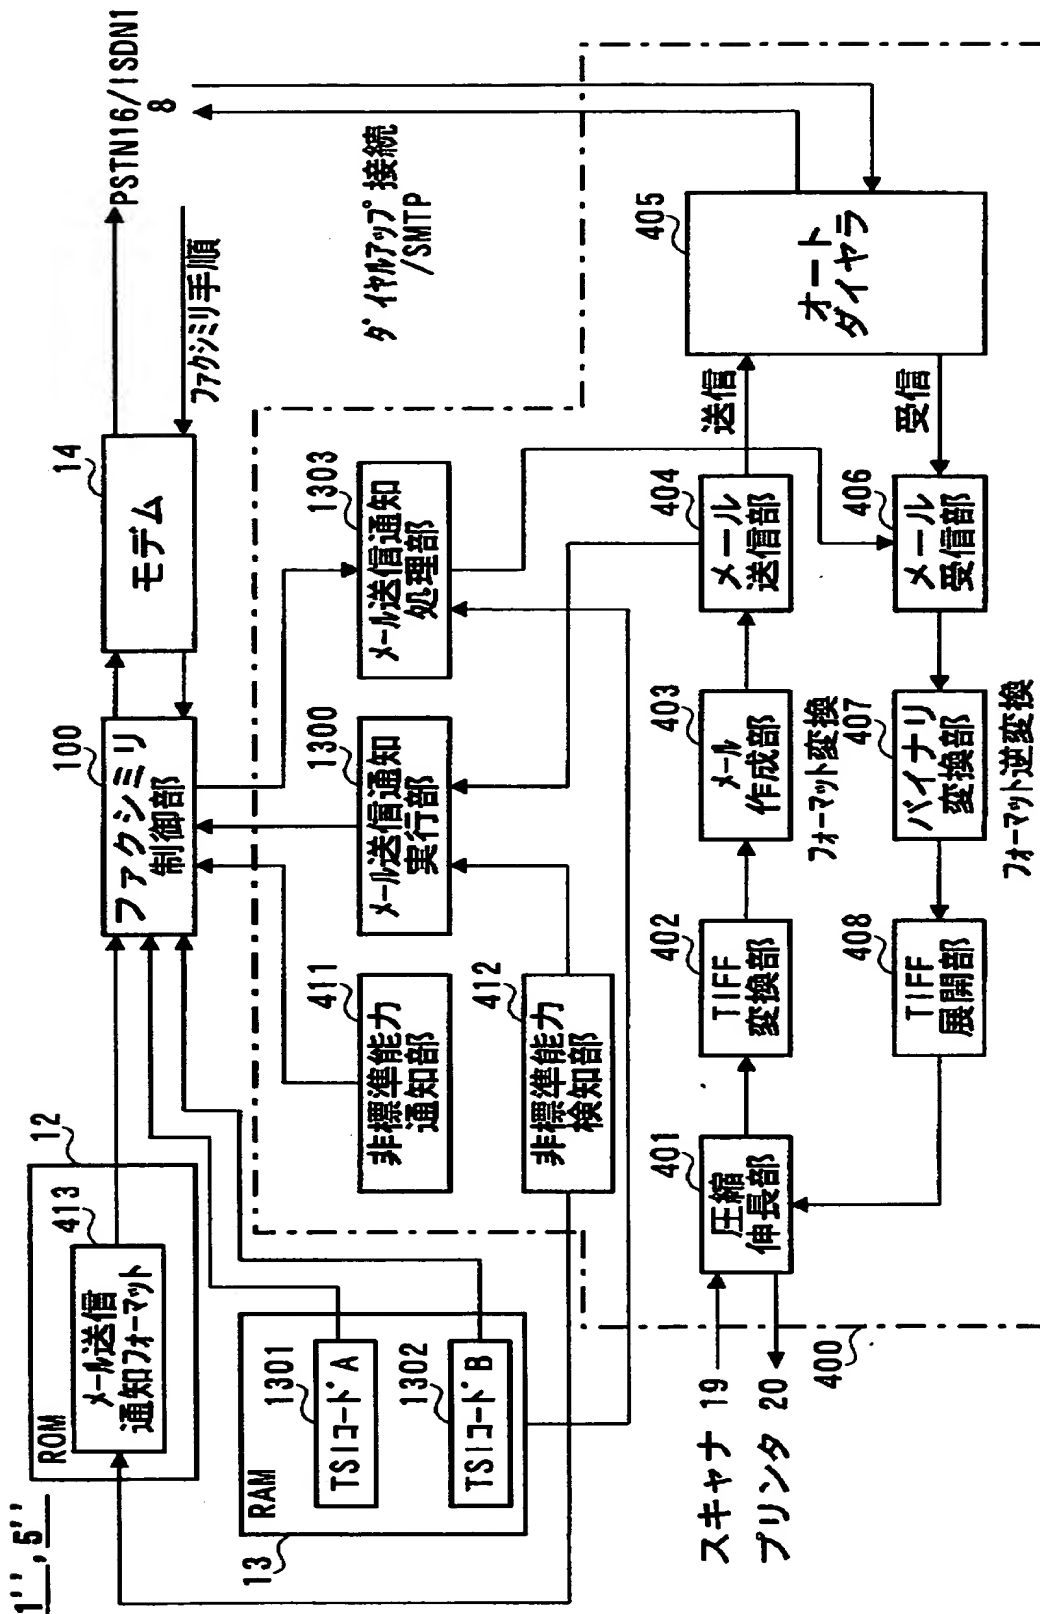 1'',5''
ROM
12
413
メール送信
通知フォーマット
100
ファクシミリ
制御部
14
モデム
PSTN16/ISDN1
8
ファクシミリ手順
ダイヤルアップ接続
/SMTP
RAM
13
1301
TSIコードA
1302
TSIコードB
411
非標準能力
通知部
412
非標準能力
検知部
1300
メール送信通知
実行部
1303
メール送信通知
処理部
スキャナ 19
プリンタ 20
400
401
圧縮
伸長部
402
TIFF
変換部
403
メール
作成部
フォーマット変換
404
メール
送信部
送信
405
オート
ダイヤラ
受信
406
メール
受信部
407
バイナリ
変換部
フォーマット逆変換
408
TIFF
展開部